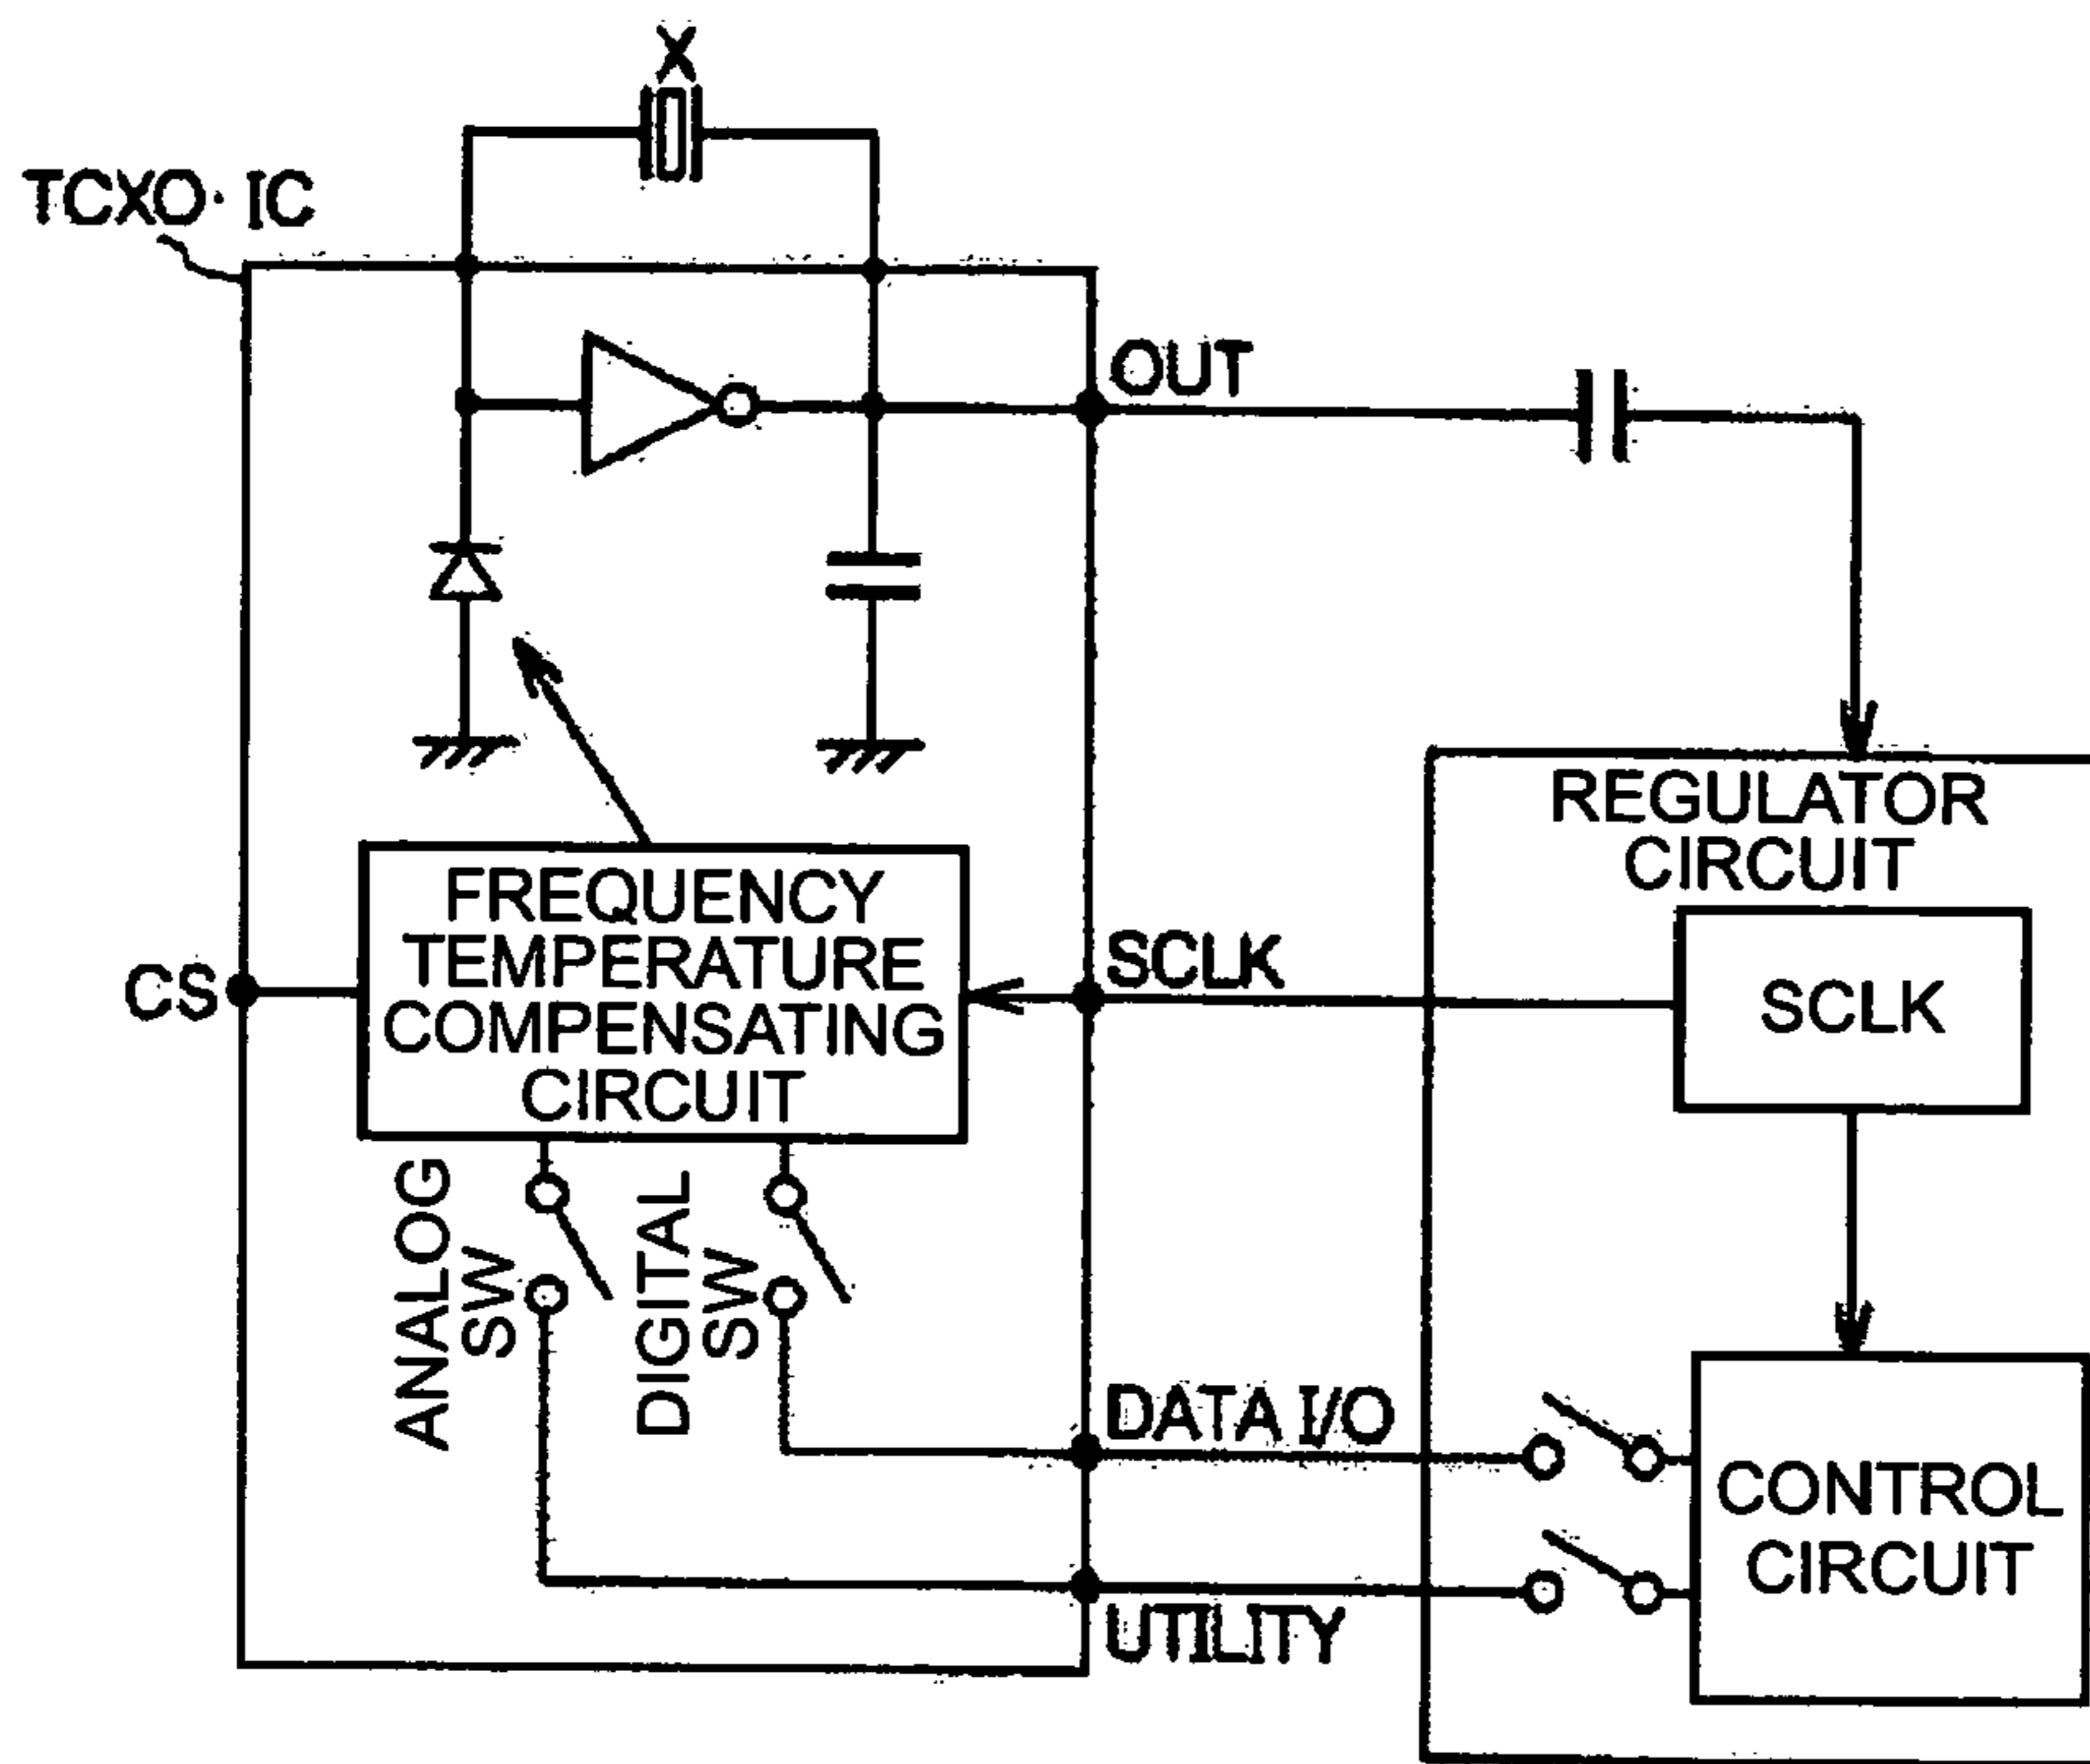 X
TCXO· IC
OUT
REGULATOR
CIRCUIT
FREQUENCY
TEMPERATURE
COMPENSATING
CIRCUIT
CS
SCLK
SCLK
ANALOG
SW
DIGITAL
SW
DATA I/O
CONTROL
CIRCUIT
UTILITY